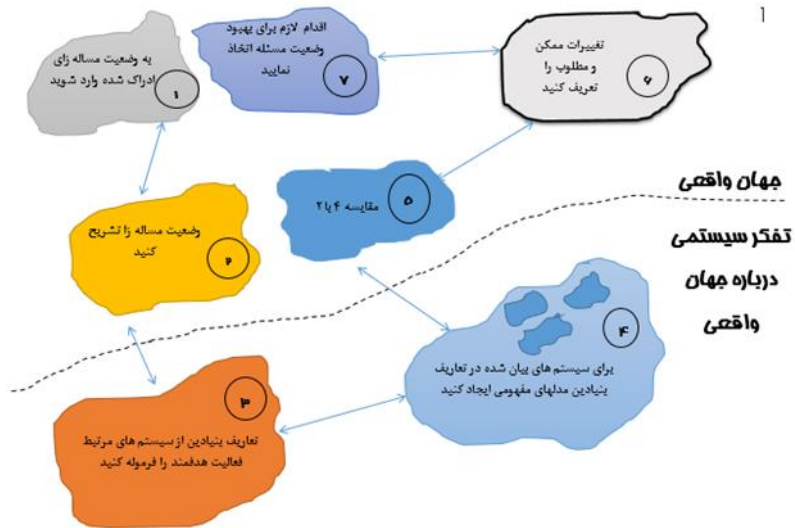 ۱
به وضعیت مساله زای
ادراک شده وارد شوید
۱
اقدام لازم برای بهبود
وضعیت مسئله اتخاذ
نمایید
۷
تغییرات ممکن
و مطلوب را
تعریف کنید
۶
مقایسه ۴ با ۲
۵
وضعیت مساله زا تشریح
کنید
۲
جهان واقعی
تفکر سیستمی
درباره جهان
واقعی
۴
برای سیستم های بیان شده در تعاریف
بنیادین مدلهای مفهومی ایجاد کنید
۳
تعاریف بنیادین از سیستم های مرتبط
فعالیت هدفمند را فرموله کنید